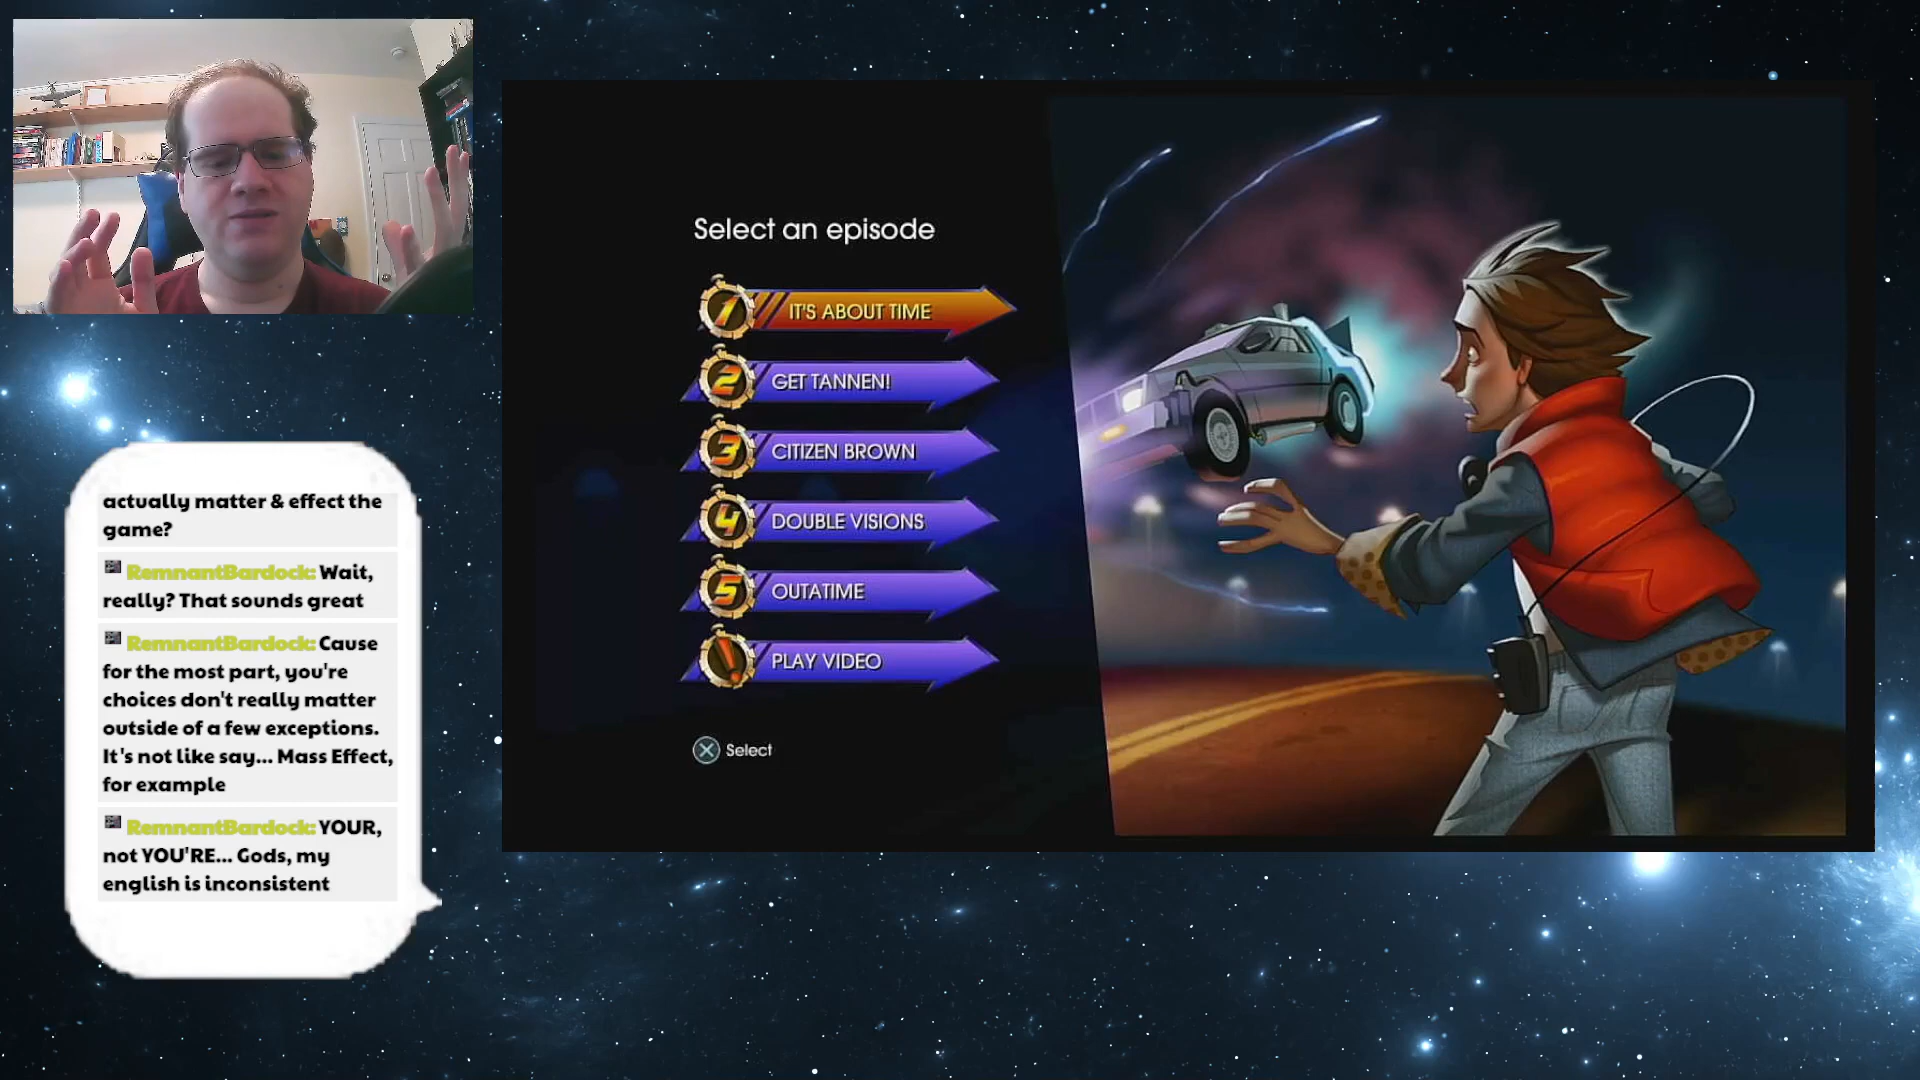 Select an episode
1 IT'S ABOUT TIME
2 GET TANNEN!
3 CITIZEN BROWN
4 DOUBLE VISIONS
5 OUTATIME
! PLAY VIDEO
Select
actually matter & effect the
game?
RemnantBardock: Wait,
really? That sounds great
RemnantBardock: Cause
for the most part, you're
choices don't really matter
outside of a few exceptions.
It's not like say... Mass Effect,
for example
RemnantBardock: YOUR,
not YOU'RE... Gods, my
english is inconsistent